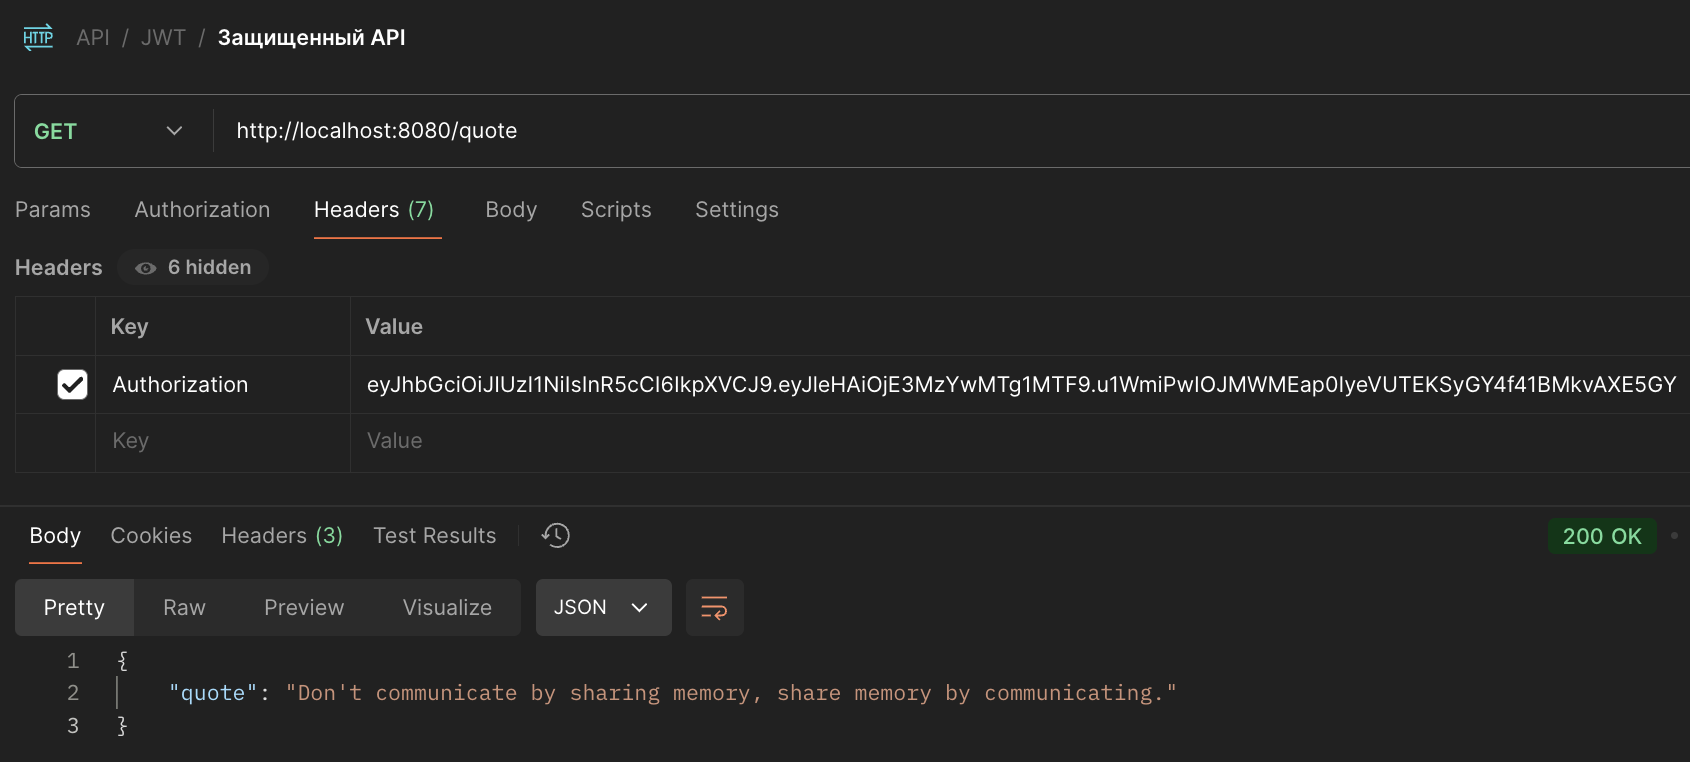 HTTP API / JWT / Защищенный API
GET http://localhost:8080/quote
Params Authorization Headers (7) Body Scripts Settings
Headers 6 hidden
Key Value
Authorization eyJhbGciOiJIUzI1NiIsInR5cCI6IkpXVCJ9.eyJleHAiOjE3MzYwMTg1MTF9.u1WmiPwIOJMWMEap0IyeVUTEKSyGY4f41BMkvAXE5GY
Key Value
Body Cookies Headers (3) Test Results 200 OK
Pretty Raw Preview Visualize JSON
1 {
2 "quote": "Don't communicate by sharing memory, share memory by communicating."
3 }